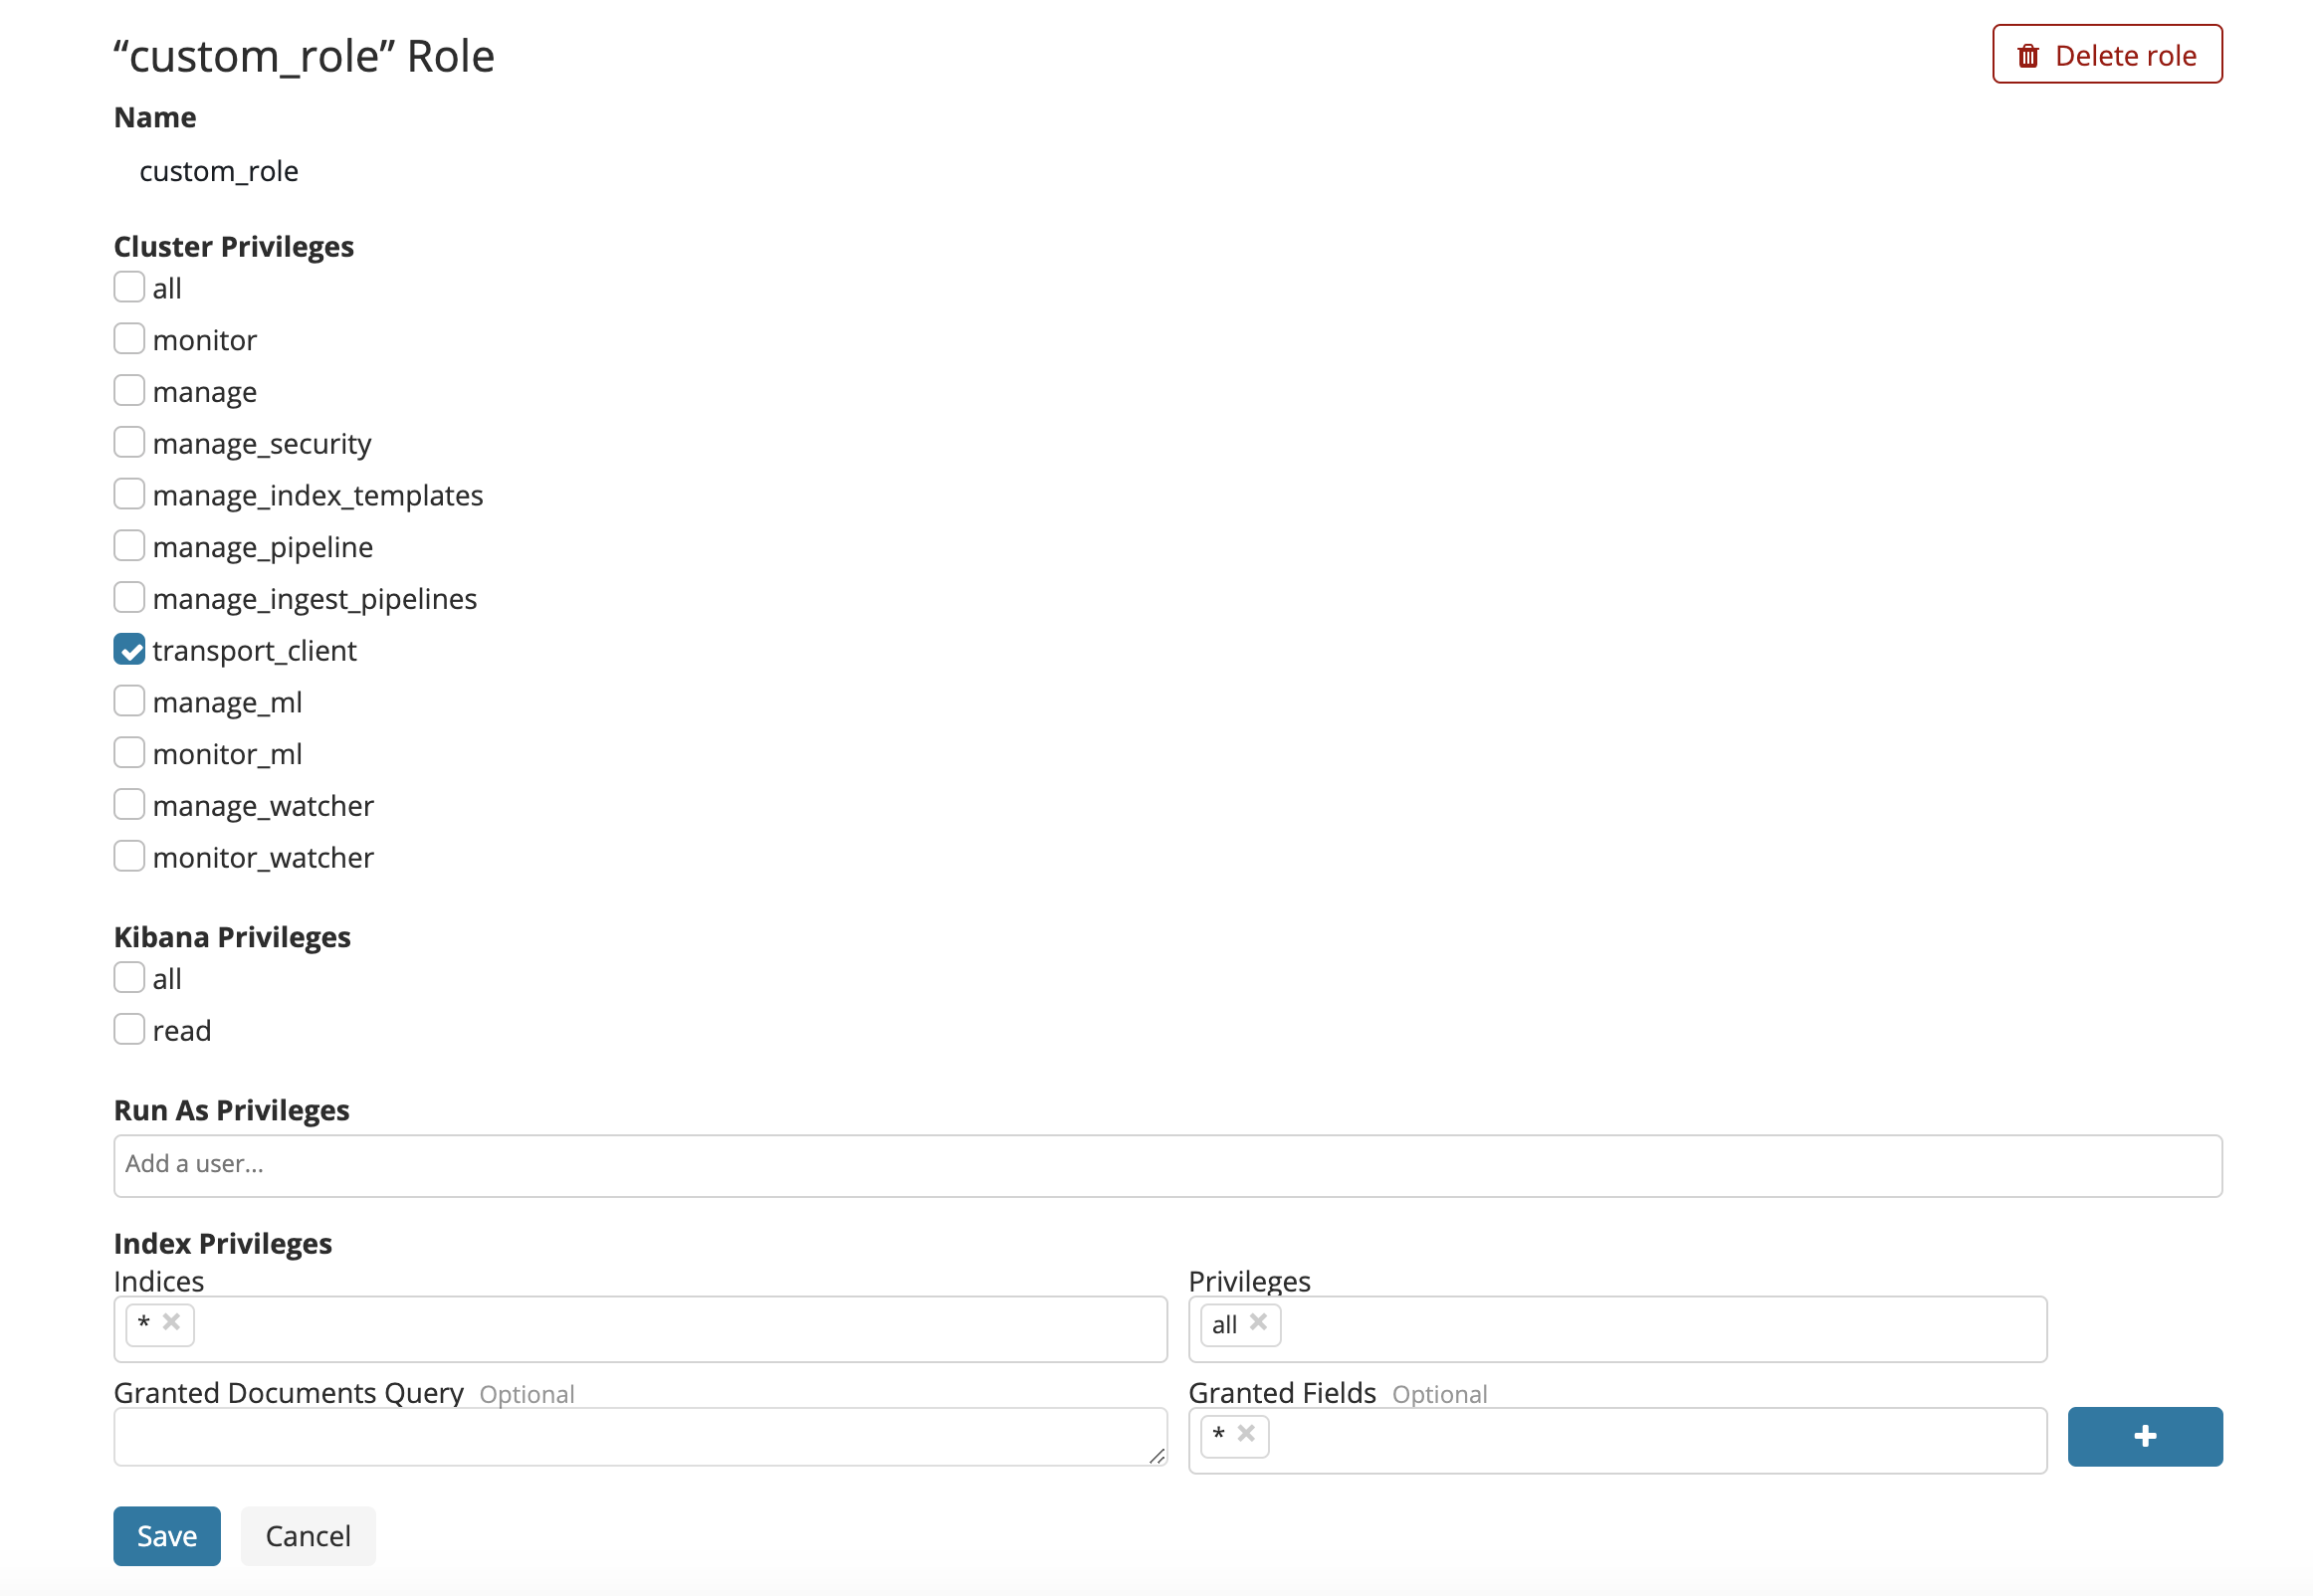 “custom_role” Role
Delete role
Name
custom_role
Cluster Privileges
all
monitor
manage
manage_security
manage_index_templates
manage_pipeline
manage_ingest_pipelines
transport_client
manage_ml
monitor_ml
manage_watcher
monitor_watcher
Kibana Privileges
all
read
Run As Privileges
Add a user...
Index Privileges
Indices
Privileges
*
all
Granted Documents Query Optional
Granted Fields Optional
*
Save
Cancel